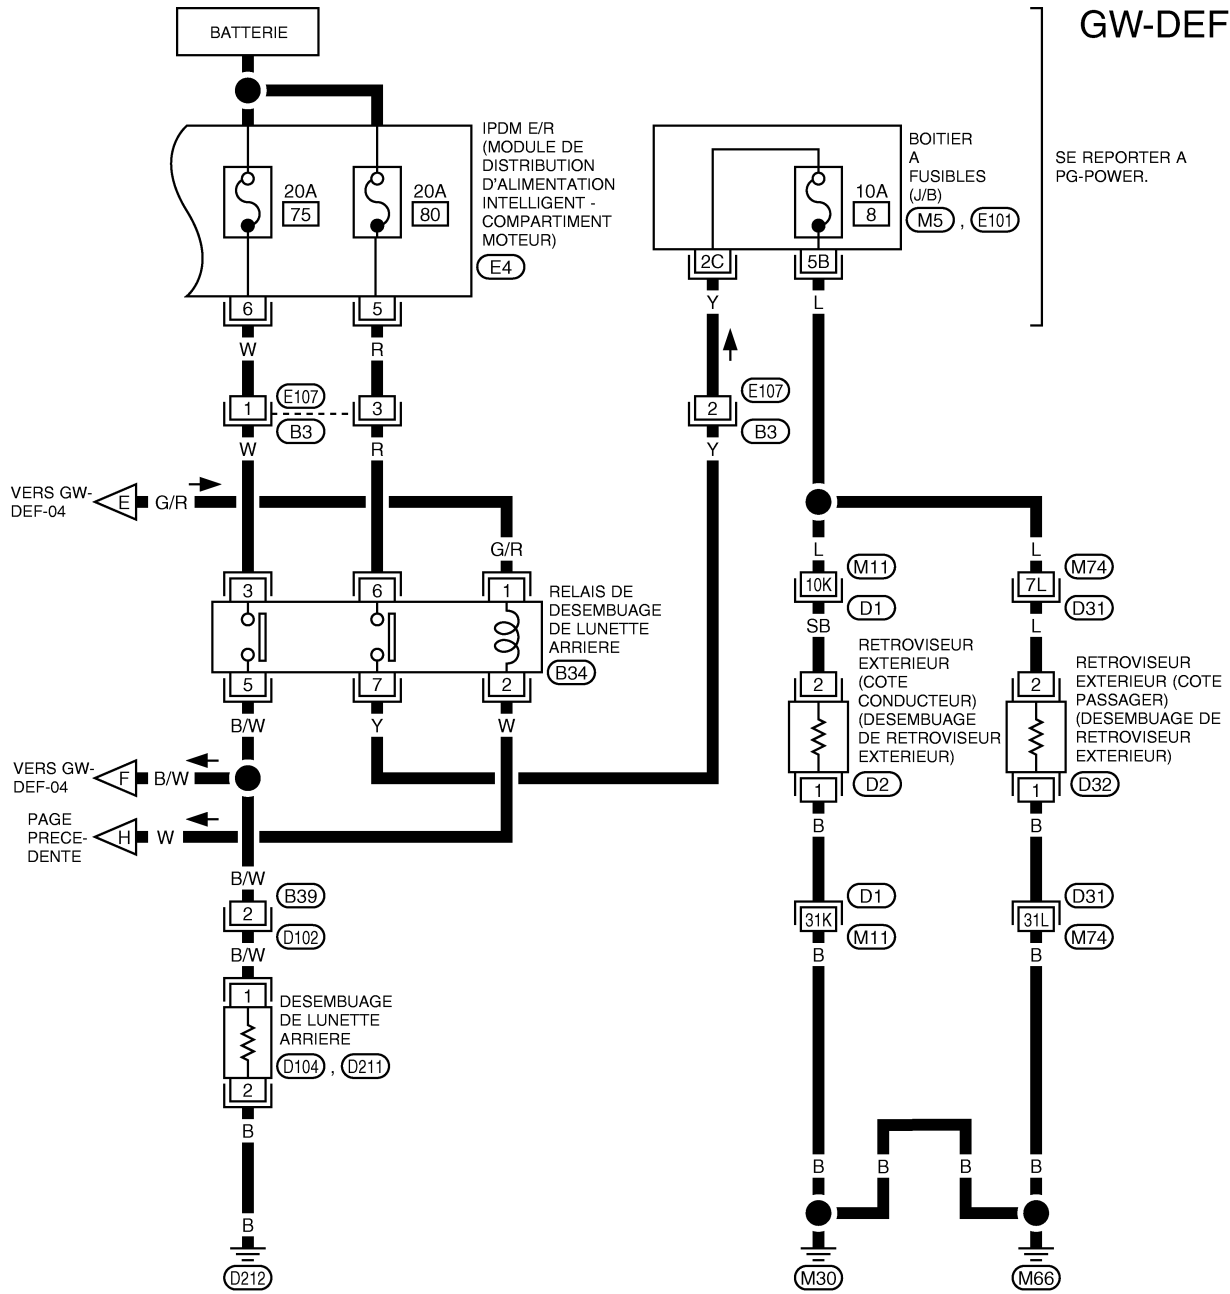 GW-DEF
BATTERIE
IPDM E/R
(MODULE DE
DISTRIBUTION
D'ALIMENTATION
INTELLIGENT -
COMPARTIMENT
MOTEUR)
E4
20A
75
20A
80
BOITIER
A
FUSIBLES
(J/B)
M5 , E101
10A
8
SE REPORTER A
PG-POWER.
2C
5B
6
5
Y
L
W
R
E107
1
3
B3
E107
2
B3
W
R
Y
VERS GW-
DEF-04
E
G/R
G/R
L
L
M11
10K
D1
M74
7L
D31
SB
L
3
6
1
RELAIS DE
DESEMBUAGE
DE LUNETTE
ARRIERE
B34
5
7
2
B/W
Y
W
RETROVISEUR
EXTERIEUR
(COTE
CONDUCTEUR)
(DESEMBUAGE
DE RETROVISEUR
EXTERIEUR)
D2
2
1
RETROVISEUR
EXTERIEUR (COTE
PASSAGER)
(DESEMBUAGE DE
RETROVISEUR
EXTERIEUR)
D32
2
1
VERS GW-
DEF-04
F
B/W
PAGE
PRECE-
DENTE
H
W
B
B
B/W
B39
2
D102
B/W
D1
31K
M11
D31
31L
M74
B
B
1
DESEMBUAGE
DE LUNETTE
ARRIERE
D104 , D211
2
B
B
B
B
B
B
D212
M30
M66